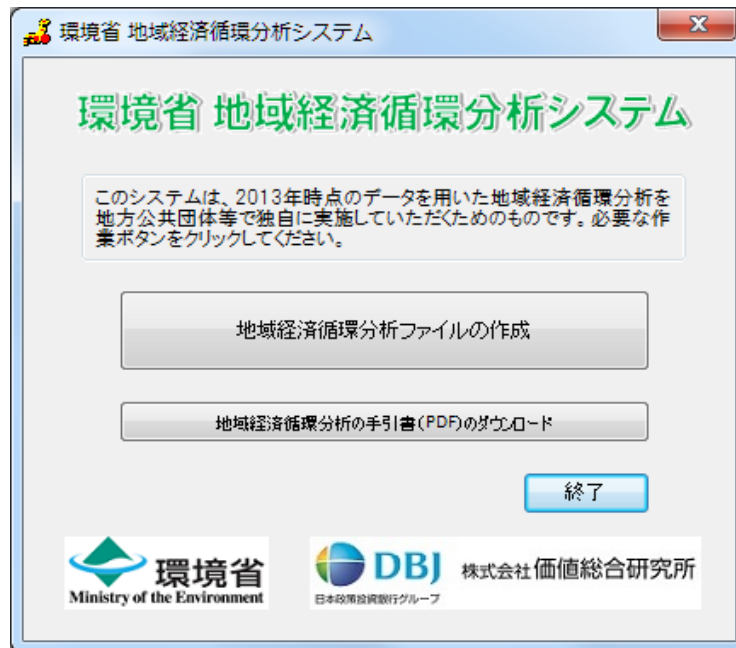 環境省 地域経済循環分析システム
環境省 地域経済循環分析システム
このシステムは、2013年時点のデータを用いた地域経済循環分析を
地方公共団体等で独自に実施していただくためのものです。必要な作
業ボタンをクリックしてください。
地域経済循環分析ファイルの作成
地域経済循環分析の手引書(PDF)のダウンロード
終了
環境省
Ministry of the Environment
DBJ
日本政策投資銀行グループ
株式会社価値総合研究所